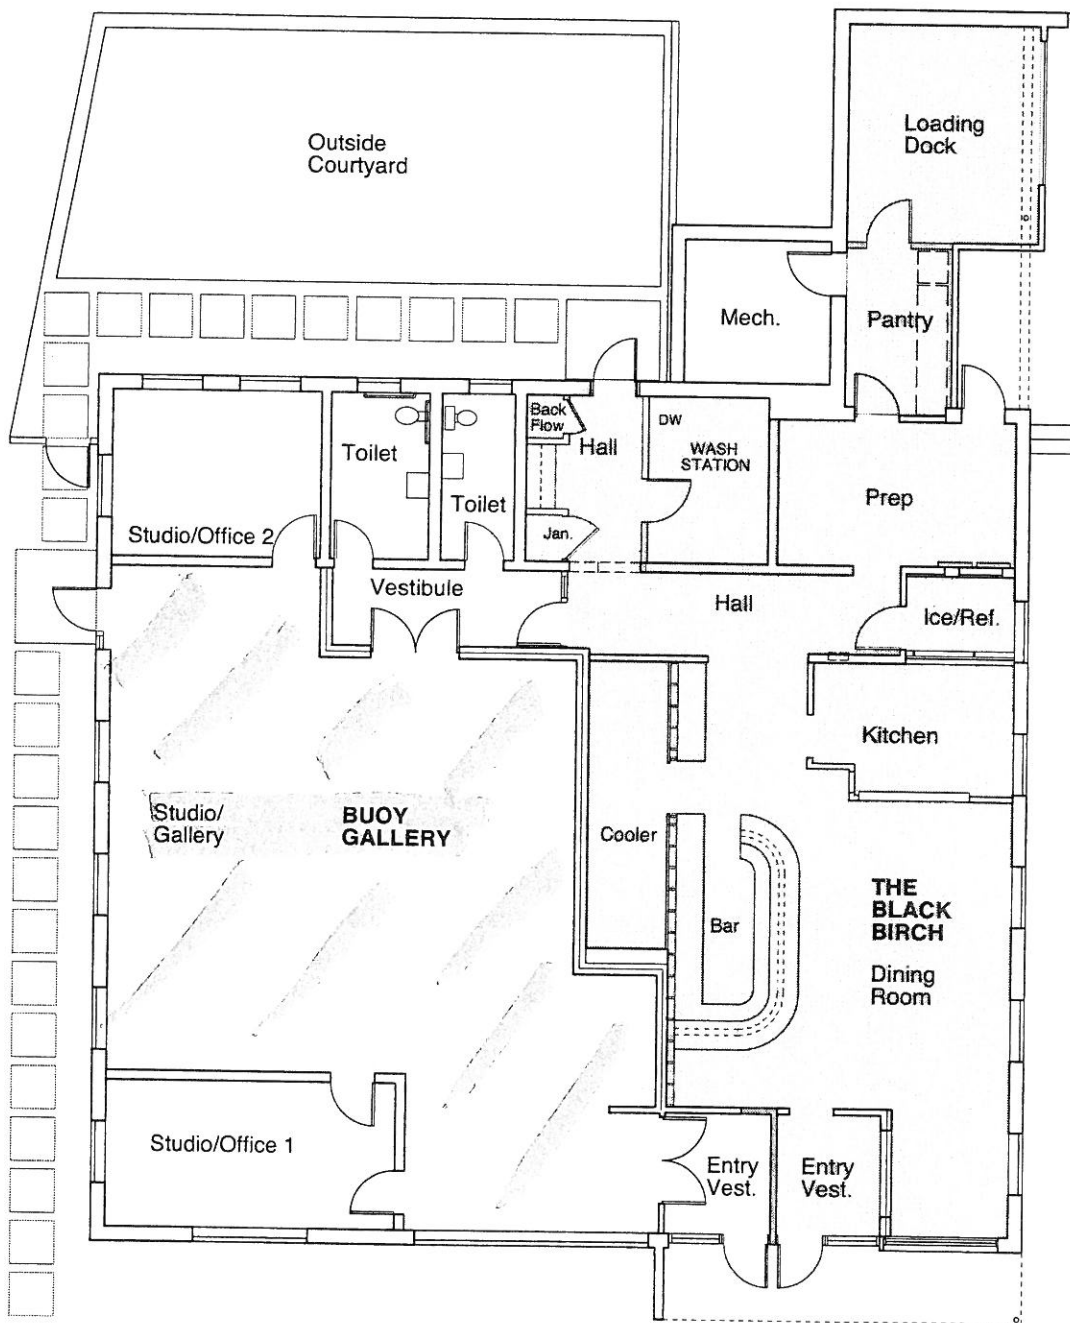 Outside
Courtyard
Loading
Dock
Mech.
Pantry
Back
Flow
Hall
DW
WASH
STATION
Toilet
Toilet
Prep
Studio/Office 2
Jan.
Vestibule
Hall
Ice/Ref.
Kitchen
Studio/
Gallery
BUOY
GALLERY
Cooler
Bar
THE
BLACK
BIRCH
Dining
Room
Studio/Office 1
Entry
Vest.
Entry
Vest.